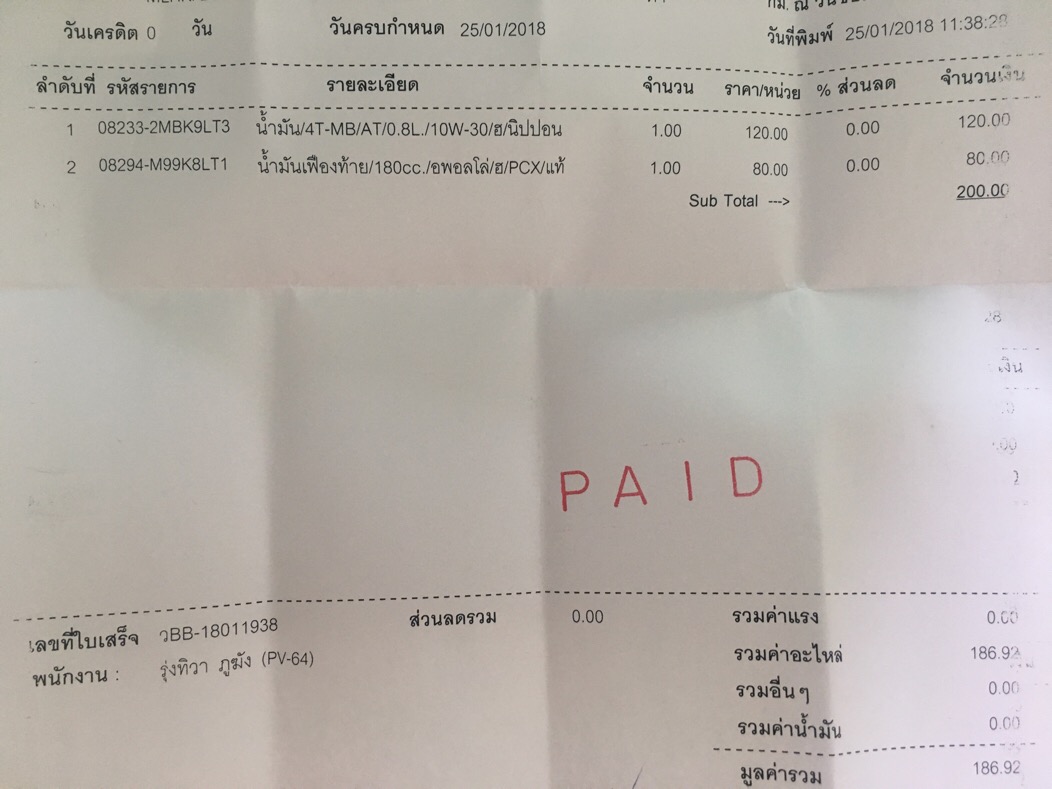 วันเครดิต 0 วัน วันครบกำหนด 25/01/2018 วันที่พิมพ์ 25/01/2018 11:38:28
ลำดับที่ รหัสรายการ รายละเอียด จำนวน ราคา/หน่วย % ส่วนลด จำนวนเงิน
1 08233-2MBK9LT3 น้ำมัน/4T-MB/AT/0.8L./10W-30/ฮ/นิปปอน 1.00 120.00 0.00 120.00
2 08294-M99K8LT1 น้ำมันเฟืองท้าย/180cc./อพอลโล่/ฮ/PCX/แท้ 1.00 80.00 0.00 80.00
Sub Total ---> 200.00
28
เงิน
PAID
เลขที่ใบเสร็จ วBB-18011938 ส่วนลดรวม 0.00 รวมค่าแรง 0.00
พนักงาน : รุ่งทิวา ภูฆัง (PV-64) รวมค่าอะไหล่ 186.92
รวมอื่นๆ 0.00
รวมค่าน้ำมัน 0.00
มูลค่ารวม 186.92